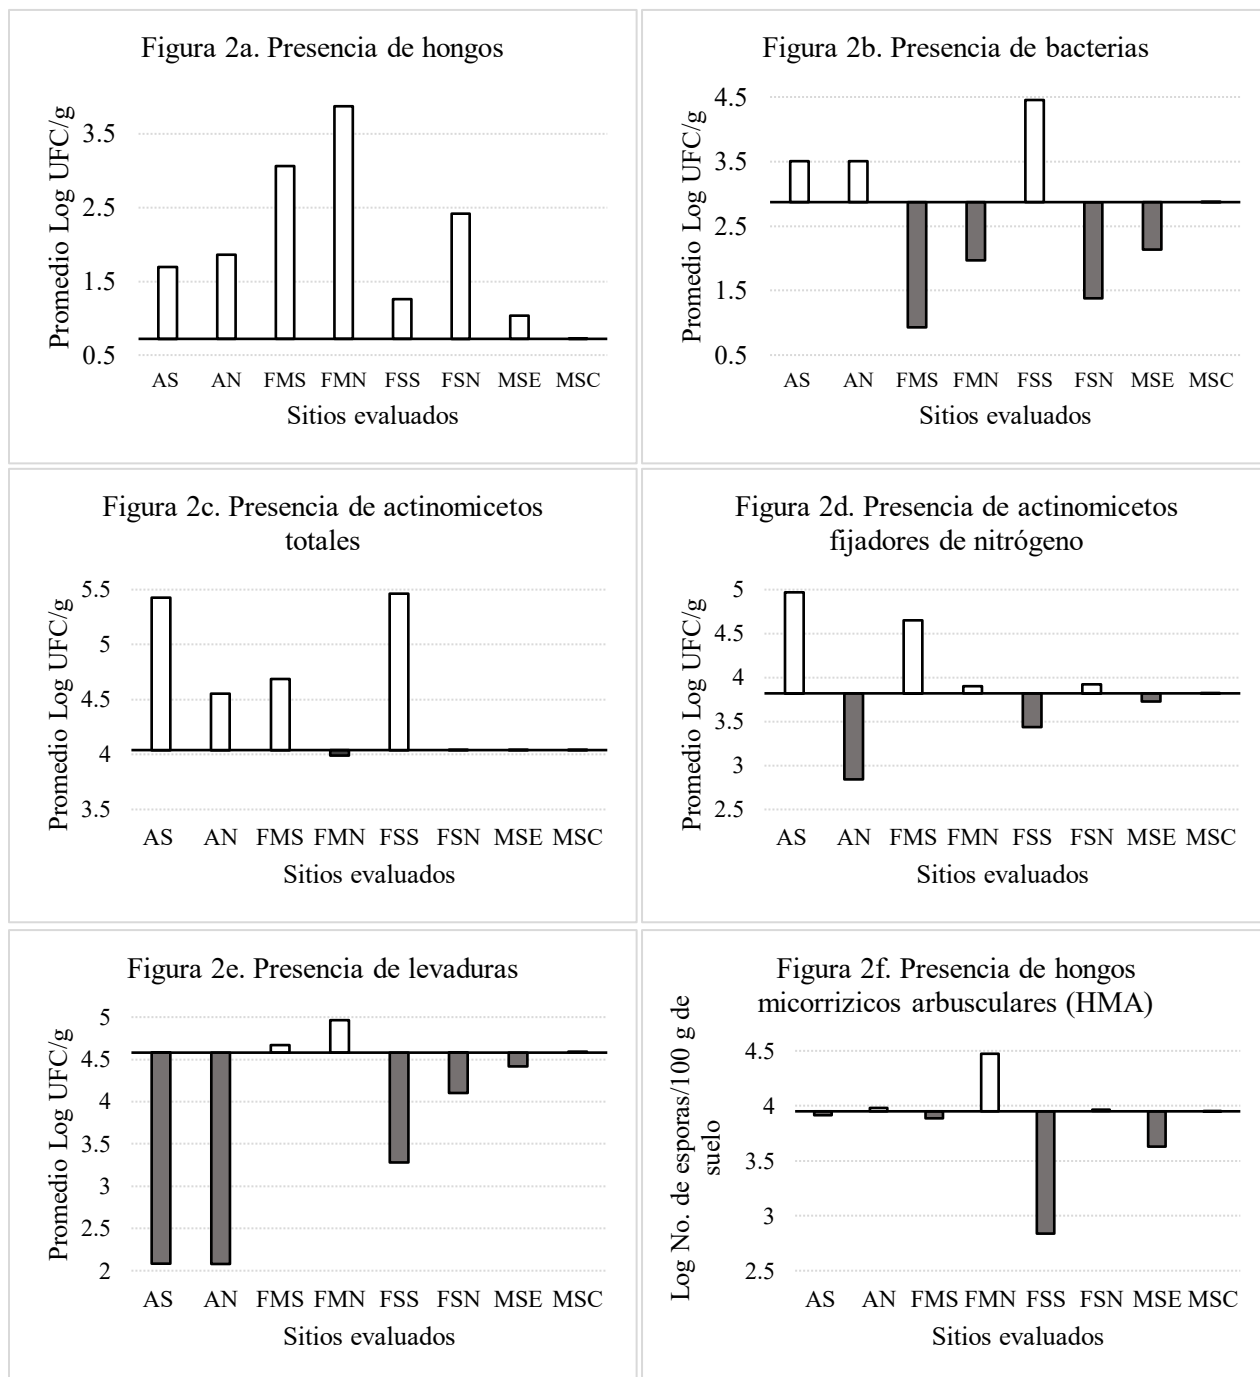 Figura 2a. Presencia de hongos
Promedio Log UFC/g
3.5
2.5
1.5
0.5
AS AN FMS FMN FSS FSN MSE MSC
Sitios evaluados
Figura 2b. Presencia de bacterias
Promedio Log UFC/g
4.5
3.5
2.5
1.5
0.5
AS AN FMS FMN FSS FSN MSE MSC
Sitios evaluados
Figura 2c. Presencia de actinomicetos
totales
Promedio Log UFC/g
5.5
5
4.5
4
3.5
AS AN FMS FMN FSS FSN MSE MSC
Sitios evaluados
Figura 2d. Presencia de actinomicetos
fijadores de nitrógeno
Promedio Log UFC/g
5
4.5
4
3.5
3
2.5
AS AN FMS FMN FSS FSN MSE MSC
Sitios evaluados
Figura 2e. Presencia de levaduras
Promedio Log UFC/g
5
4.5
4
3.5
3
2.5
2
AS AN FMS FMN FSS FSN MSE MSC
Sitios evaluados
Figura 2f. Presencia de hongos
micorrizicos arbusculares (HMA)
Log No. de esporas/100 g de
suelo
4.5
4
3.5
3
2.5
AS AN FMS FMN FSS FSN MSE MSC
Sitios evaluados